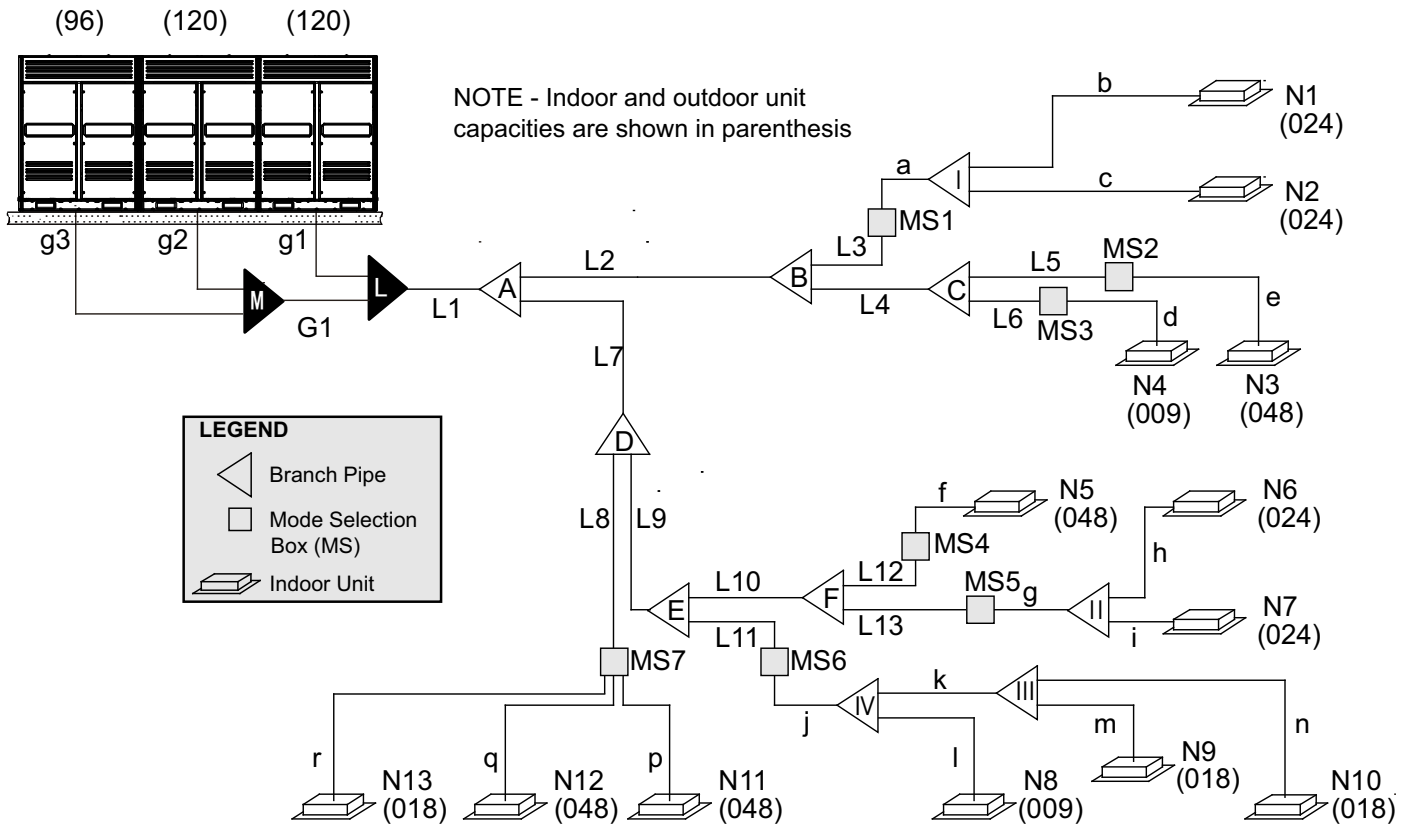 (96) (120) (120)
NOTE - Indoor and outdoor unit
capacities are shown in parenthesis
g3 g2 g1
M
L
G1
L1
A
L2
B
L3
L4
MS1
a
I
b
c
N1
(024)
N2
(024)
C
L5
MS2
L6
MS3
d
e
N4
(009)
N3
(048)
L7
D
L8
L9
LEGEND
Branch Pipe
Mode Selection
Box (MS)
Indoor Unit
E
L10
L11
F
L12
MS4
f
N5
(048)
L13
MS5
g
II
h
i
N6
(024)
N7
(024)
MS7
MS6
j
IV
k
III
l
m
n
r
q
p
N13
(018)
N12
(048)
N11
(048)
N8
(009)
N9
(018)
N10
(018)